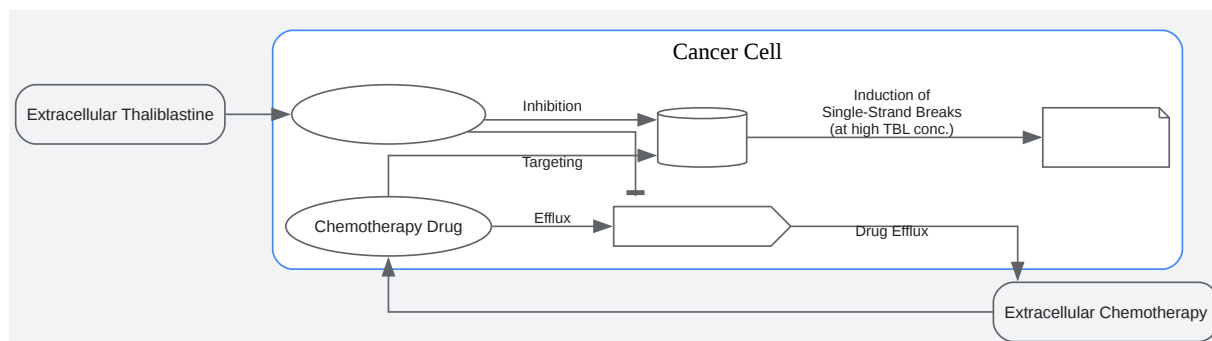 Cancer Cell
Extracellular Thaliblastine
Inhibition
Induction of
Single-Strand Breaks
(at high TBL conc.)
Targeting
Chemotherapy Drug
Efflux
Drug Efflux
Extracellular Chemotherapy